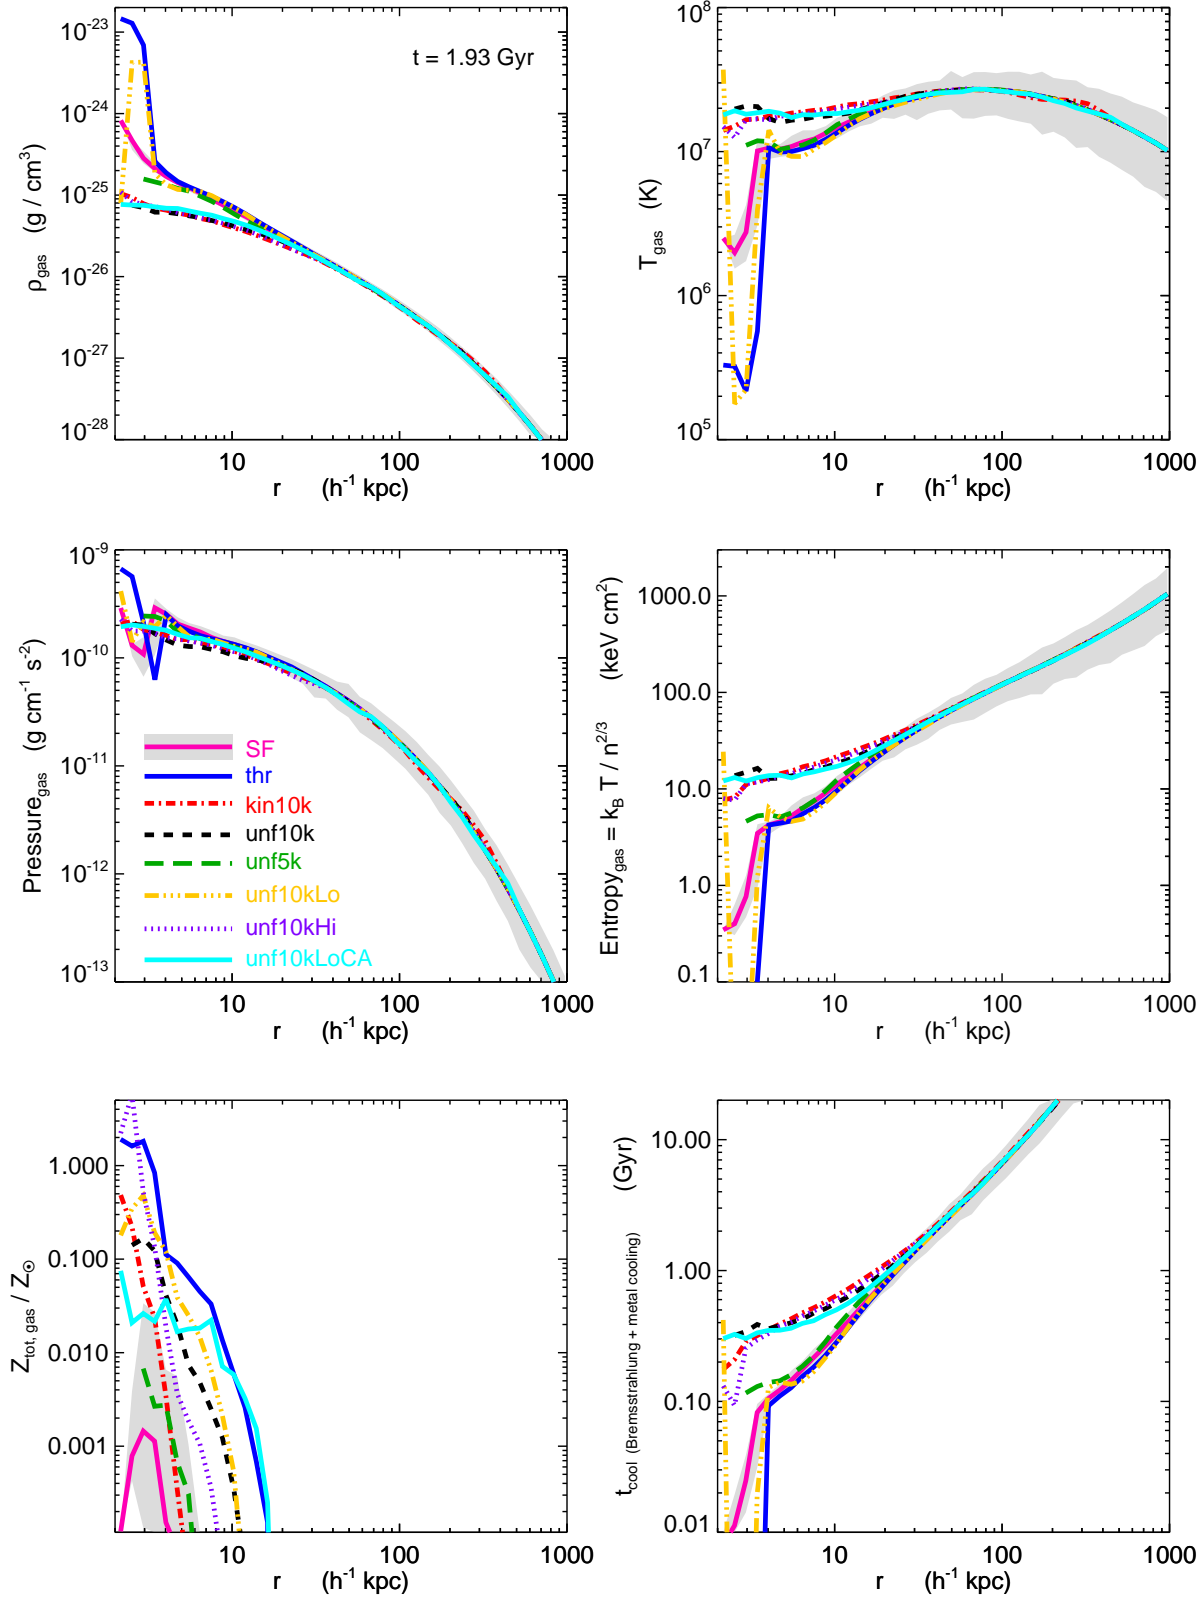 t = 1.93 Gyr
ρgas (g / cm³)
10⁻²³
10⁻²⁴
10⁻²⁵
10⁻²⁶
10⁻²⁷
10⁻²⁸
10 100 1000
r (h⁻¹ kpc)
Tgas (K)
10⁸
10⁷
10⁶
10⁵
10 100 1000
r (h⁻¹ kpc)
Pressuregas (g cm⁻¹ s⁻²)
10⁻⁹
10⁻¹⁰
10⁻¹¹
10⁻¹²
10⁻¹³
SF
thr
kin10k
unf10k
unf5k
unf10kLo
unf10kHi
unf10kLoCA
10 100 1000
r (h⁻¹ kpc)
Entropygas = kB T / n²ᐟ³ (keV cm²)
1000.0
100.0
10.0
1.0
0.1
10 100 1000
r (h⁻¹ kpc)
Ztot, gas / Z⊙
1.000
0.100
0.010
0.001
10 100 1000
r (h⁻¹ kpc)
tcool (Bremsstrahlung + metal cooling) (Gyr)
10.00
1.00
0.10
0.01
10 100 1000
r (h⁻¹ kpc)